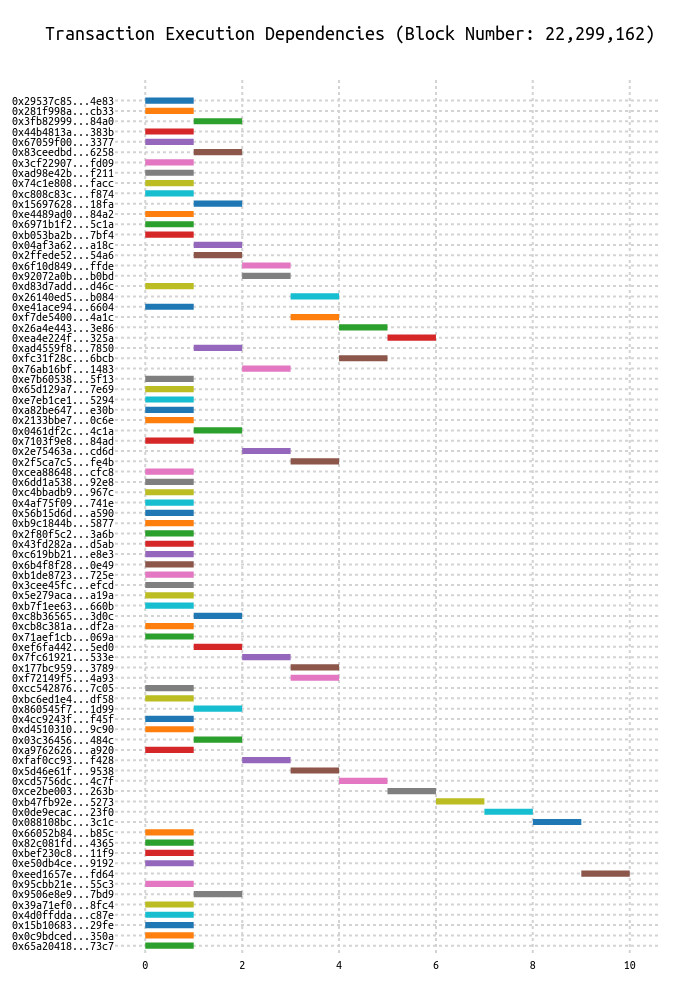 Transaction Execution Dependencies (Block Number: 22,299,162)
0x29537c85...4e83
0x281f998a...cb33
0x3fb82999...84a0
0x44b4813a...383b
0x67059f00...3377
0x83ceedbd...6258
0x3cf22907...fd09
0xad98e42b...f211
0x74c1e808...facc
0xc808c83c...f874
0x15697628...18fa
0xe4489ad0...84a2
0x6971b1f2...5c1a
0xb053ba2b...7bf4
0x04af3a62...a18c
0x2ffede52...54a6
0x6f10d849...ffde
0x92072a0b...b0bd
0xd83d7add...d46c
0x26140ed5...b084
0xe41ace94...6604
0xf7de5400...4a1c
0x26a4e443...3e86
0xea4e224f...325a
0xad4559f8...7850
0xfc31f28c...6bcb
0x76ab16bf...1483
0xe7b60538...5f13
0x65d129a7...7e69
0xe7eb1ce1...5294
0xa82be647...e30b
0x2133bbe7...0c6e
0x0461df2c...4c1a
0x7103f9e8...84ad
0x2e75463a...cd6d
0x2f5ca7c5...fe4b
0xcea88648...cfc8
0x6dd1a538...92e8
0xc4bbadb9...967c
0x4af75f09...741e
0x56b15d6d...a590
0xb9c1844b...5877
0x2f80f5c2...3a6b
0x43fd282a...d5ab
0xc619bb21...e8e3
0x6b4f8f28...0e49
0xb1de8723...725e
0x3cee45fc...efcd
0x5e279aca...a19a
0xb7f1ee63...660b
0xc8b36565...3d0c
0xcb8c381a...df2a
0x71aef1cb...069a
0xef6fa442...5ed0
0x7fc61921...533e
0x177bc959...3789
0xf72149f5...4a93
0xcc542876...7c05
0xbc6ed1e4...df58
0x860545f7...1d99
0x4cc9243f...f45f
0xd4510310...9c90
0x03c36456...484c
0xa9762626...a920
0xfaf0cc93...f428
0x5d46e61f...9538
0xcd5756dc...4c7f
0xce2be003...263b
0xb47fb92e...5273
0x0de9ecac...23f0
0x088108bc...3c1c
0x66052b84...b85c
0x82c081fd...4365
0xbef230c8...11f9
0xe50db4ce...9192
0xeed1657e...fd64
0x95cbb21e...55c3
0x9506e8e9...7bd9
0x39a71ef0...8fc4
0x4d0ffdda...c87e
0x15b10683...29fe
0x0c9bdced...350a
0x65a20418...73c7
0 2 4 6 8 10